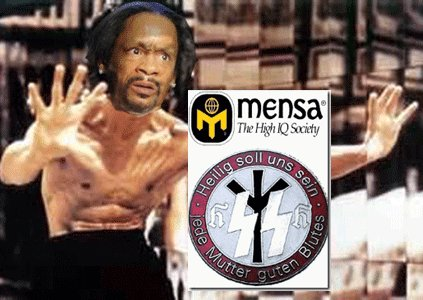 mensa®
The High IQ Society
Heilig soll uns sein
jede Mutter guten Blutes